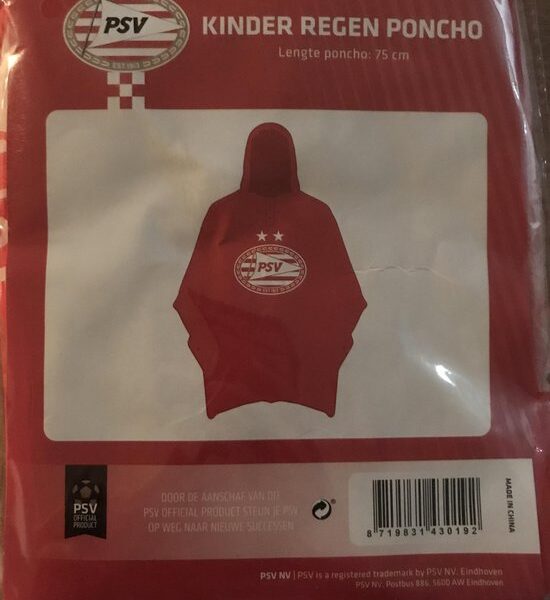 PSV
EST. 1913
KINDER REGEN PONCHO
Lengte poncho: 75 cm
PSV
PSV
OFFICIAL
PRODUCT
DOOR DE AANSCHAF VAN DIT
PSV OFFICIAL PRODUCT STEUN JE PSV
OP WEG NAAR NIEUWE SUCCESSEN
8 719831 430192
MADE IN CHINA
PSV NV | PSV is a registered trademark by PSV NV. Eindhoven
PSV NV. Postbus 886, 5600 AW Eindhoven